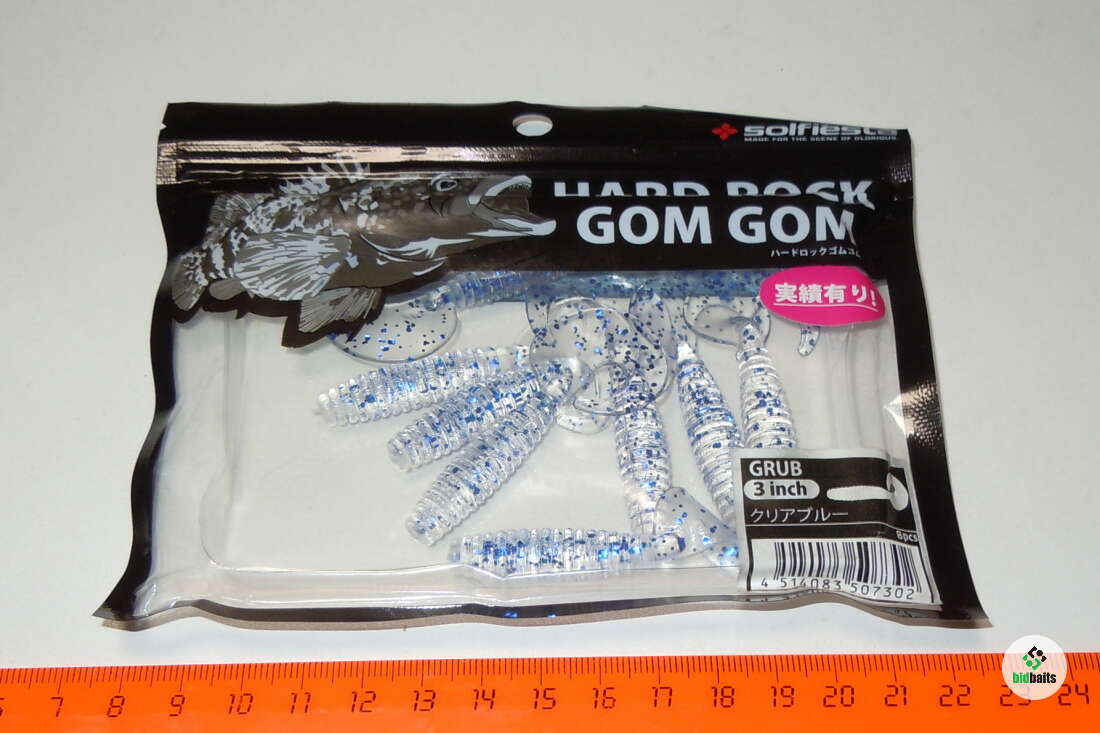 solfiesta
MADE FOR THE SCENE OF GLORIOUS.
HARD ROCK
GOM GOM
ハードロックゴムゴム
実績有り!
GRUB
3 inch
クリアブルー
8pcs
4 514083 507302
6 7 8 9 10 11 12 13 14 15 16 17 18 19 20 21 22 23 24
bidbaits